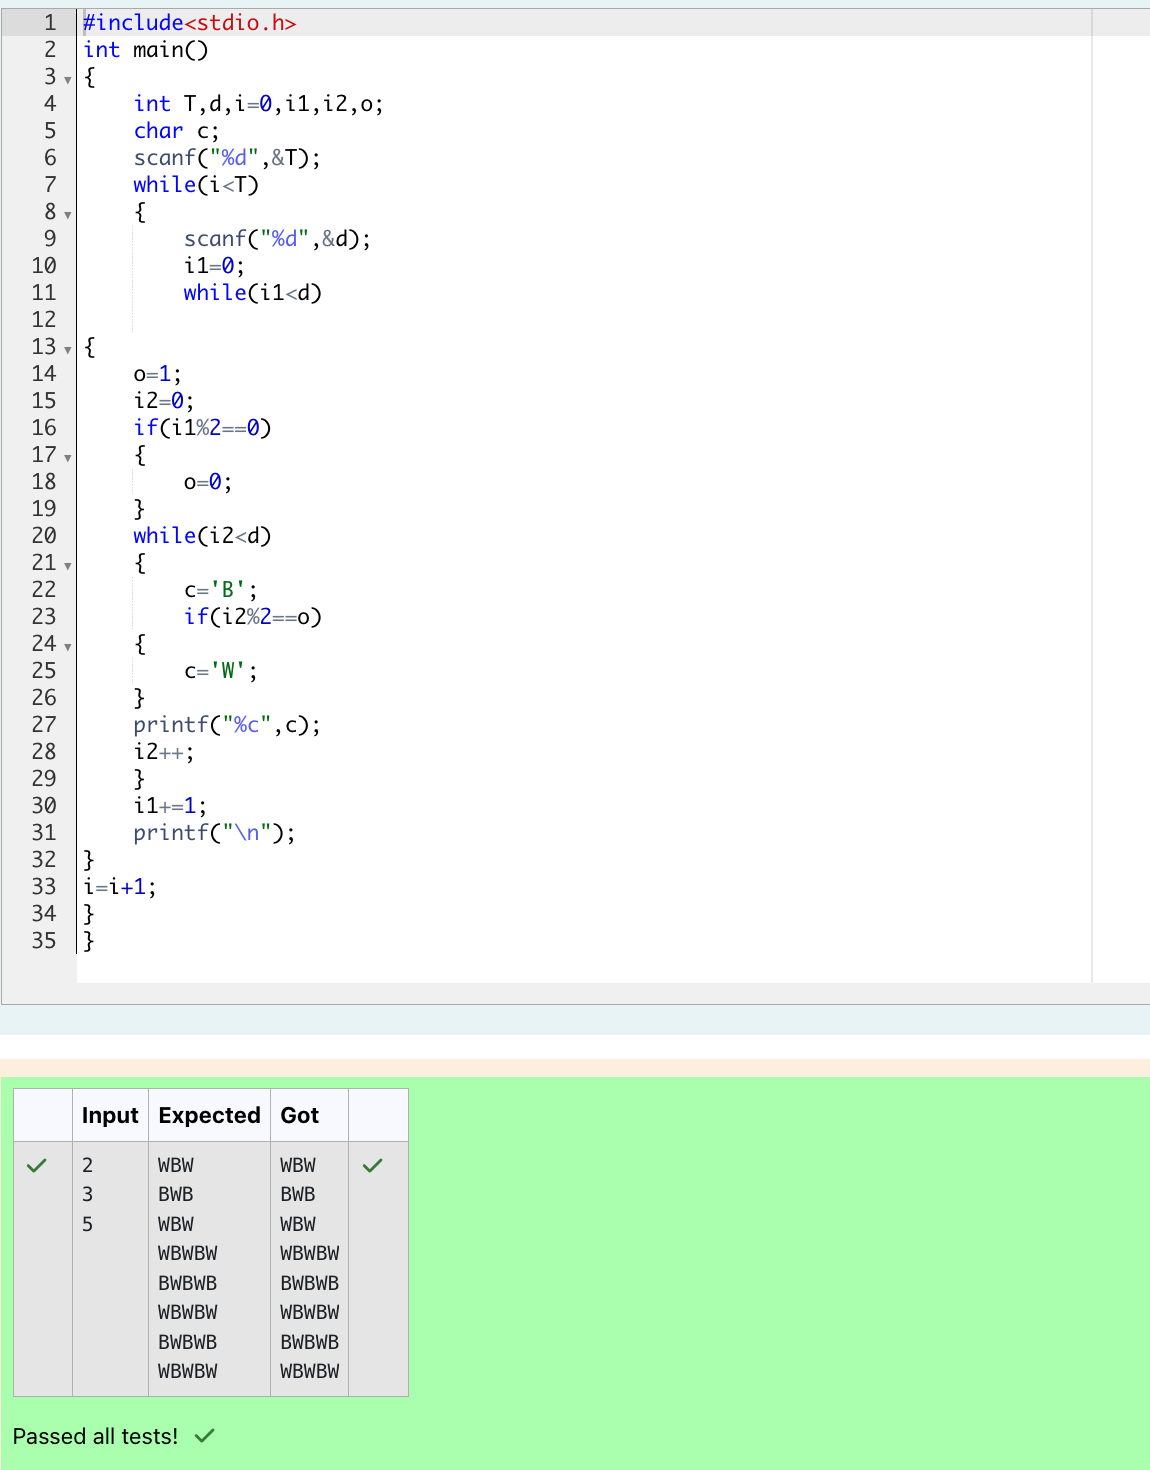 1 #include<stdio.h>
2 int main()
3 {
4     int T,d,i=0,i1,i2,o;
5     char c;
6     scanf("%d",&T);
7     while(i<T)
8     {
9         scanf("%d",&d);
10         i1=0;
11         while(i1<d)
12
13 {
14     o=1;
15     i2=0;
16     if(i1%2==0)
17     {
18         o=0;
19     }
20     while(i2<d)
21     {
22         c='B';
23         if(i2%2==o)
24     {
25         c='W';
26     }
27     printf("%c",c);
28     i2++;
29     }
30     i1+=1;
31     printf("\n");
32 }
33 i=i+1;
34 }
35 }
Input Expected Got
2 WBW WBW
3 BWB BWB
5 WBW WBW
WBWBW WBWBW
BWBWB BWBWB
WBWBW WBWBW
BWBWB BWBWB
WBWBW WBWBW
Passed all tests!